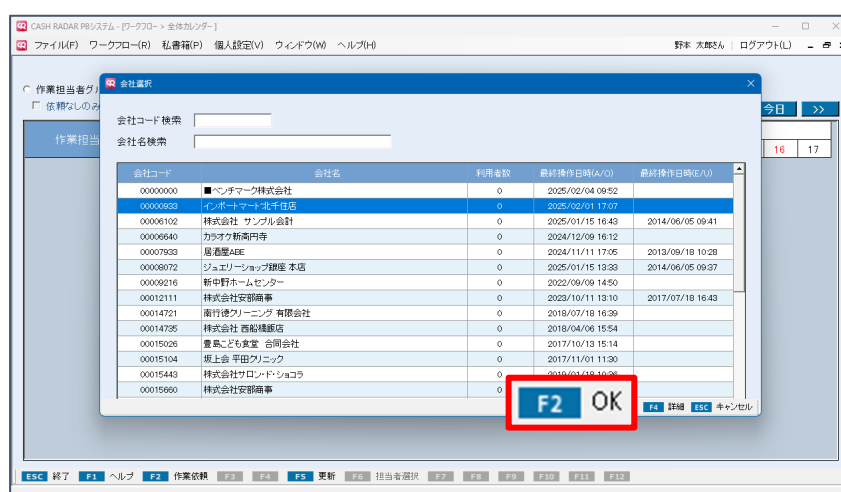 CASH RADAR PBシステム - [ワークフロー > 全体カレンダー ]
ファイル(F) ワークフロー(R) 私書箱(P) 個人設定(V) ウィンドウ(W) ヘルプ(H) 野本 太郎さん ログアウト(L)
作業担当者グル
依頼なしのみ
今日 >>
作業担当
16 17
会社選択
会社コード検索
会社名検索
会社コード 会社名 利用者数 最終操作日時(A/O) 最終操作日時(E/U)
00000000 ■ベンチマーク株式会社 0 2025/02/04 09:52
00000933 インポートマート北千住店 0 2025/02/01 17:07
00006102 株式会社 サンプル会計 0 2025/01/15 16:43 2014/06/05 09:41
00006640 カラオケ新高円寺 0 2024/12/09 16:12
00007933 居酒屋ABE 0 2024/11/11 17:05 2013/09/18 10:28
00008072 ジュエリーショップ銀座 本店 0 2025/01/15 13:33 2014/06/05 09:37
00009216 新中野ホームセンター 0 2022/09/09 14:50
00012111 株式会社安部商事 0 2023/10/11 13:10 2017/07/18 16:43
00014721 南行徳クリーニング 有限会社 0 2018/07/18 16:39
00014735 株式会社 西船橋飯店 0 2018/04/06 15:54
00015026 豊島こども食堂 合同会社 0 2017/10/13 15:14
00015104 坂上会 平田クリニック 0 2017/11/01 11:30
00015443 株式会社サロン・ド・ショコラ 0
00015660 株式会社安部商事 0
F2 OK
F4 詳細 ESC キャンセル
ESC 終了 F1 ヘルプ F2 作業依頼 F3 F4 F5 更新 F6 担当者選択 F7 F8 F9 F10 F11 F12